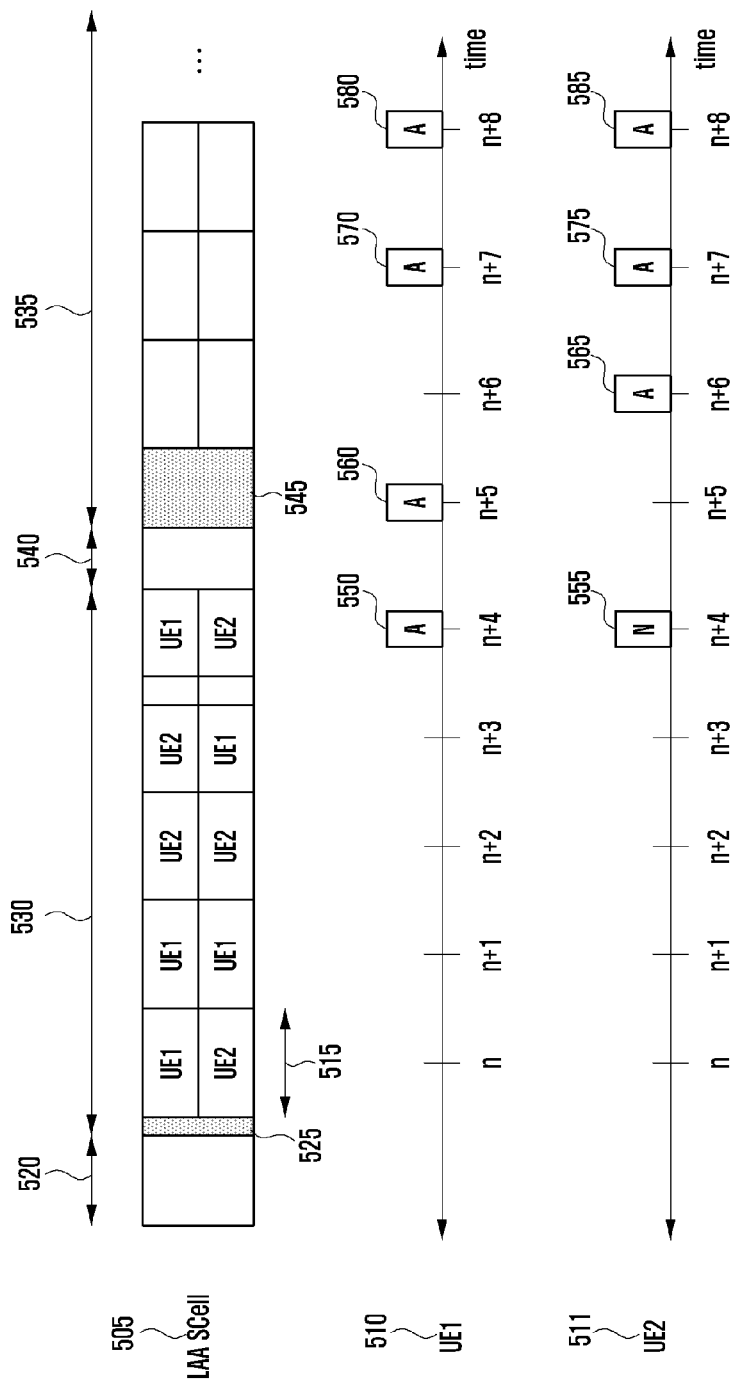 520
530
540
535
505
LAA SCell
UE1
UE1
UE2
UE2
UE1
...
UE2
UE1
UE2
UE1
UE2
525
515
545
510
UE1
550
A
560
A
570
A
580
A
n
n+1
n+2
n+3
n+4
n+5
n+6
n+7
n+8
time
511
UE2
555
N
565
A
575
A
585
A
n
n+1
n+2
n+3
n+4
n+5
n+6
n+7
n+8
time